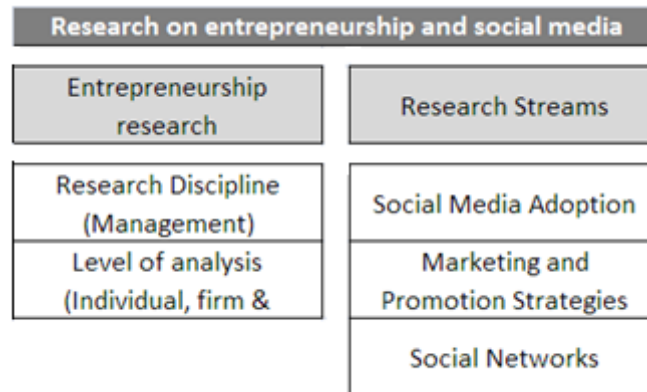 Research on entrepreneurship and social media
Entrepreneurship
research
Research Streams
Research Discipline
(Management)
Level of analysis
(Individual, firm &
Social Media Adoption
Marketing and
Promotion Strategies
Social Networks